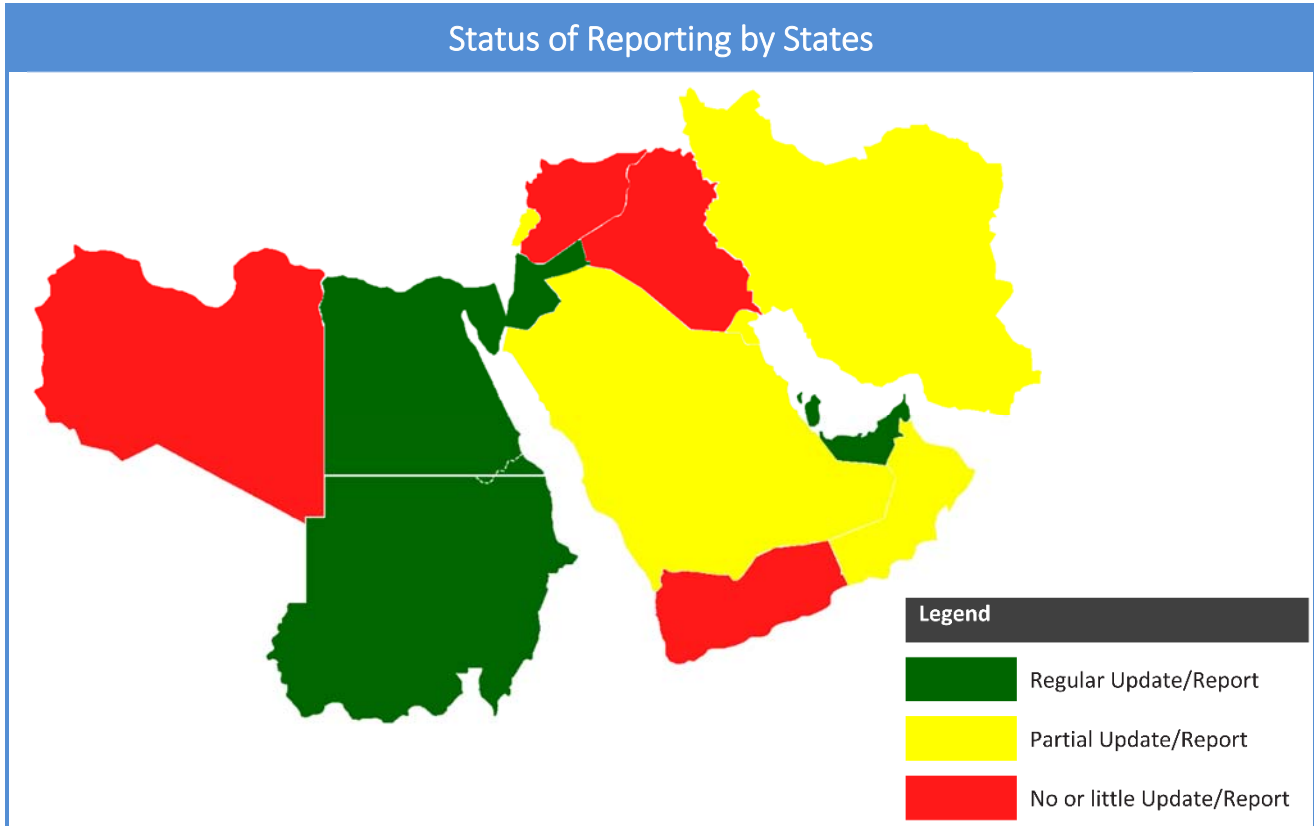 Status of Reporting by States
Legend
Regular Update/Report
Partial Update/Report
No or little Update/Report